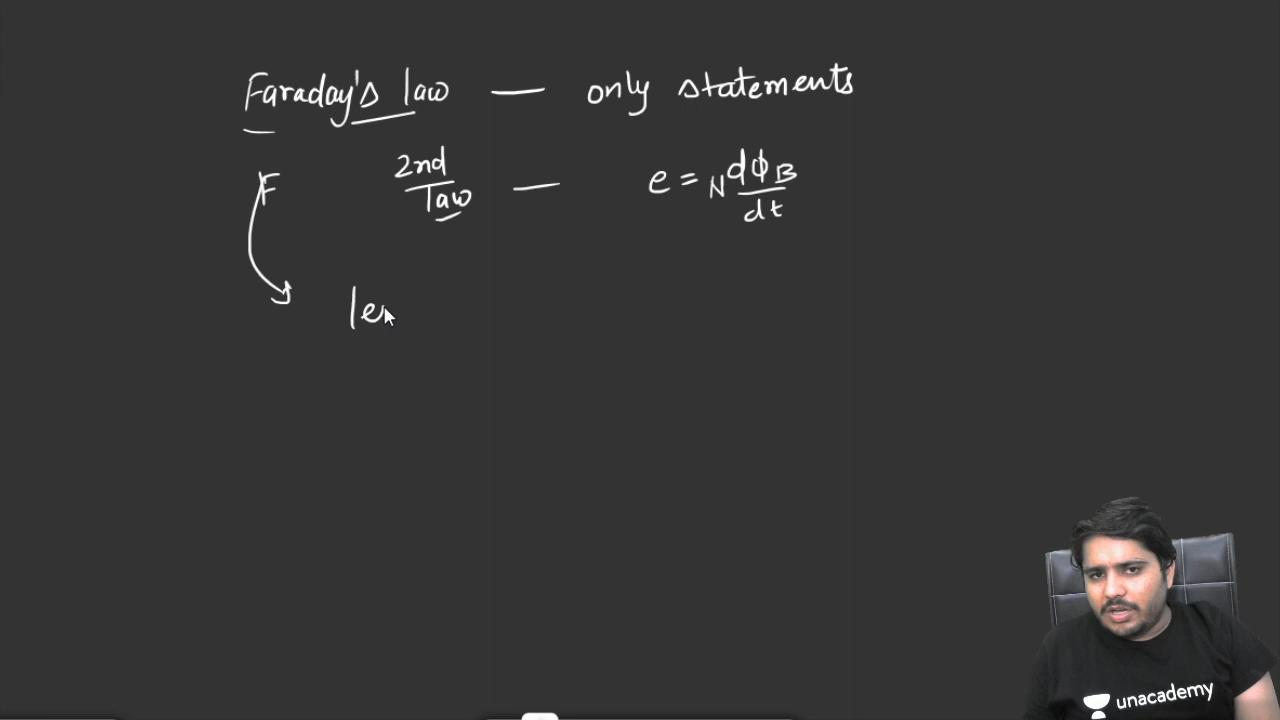 Faraday's law — only statements
F 2nd law — e = N dΦB/dt
le
unacademy